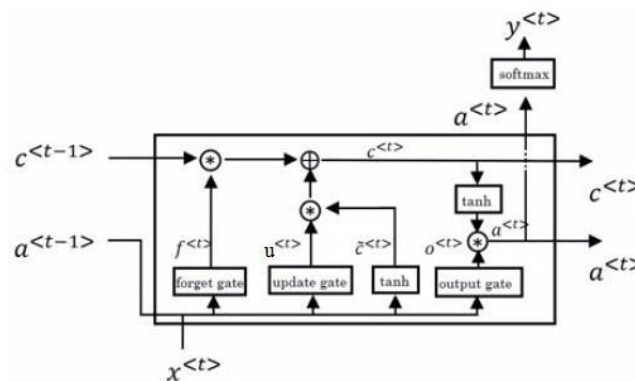 y<t>
softmax
a<t>
c<t-1>
c<t>
c<t>
tanh
a<t-1>
f<t>
u<t>
c̃<t>
o<t>
a<t>
a<t>
forget gate
update gate
tanh
output gate
x<t>